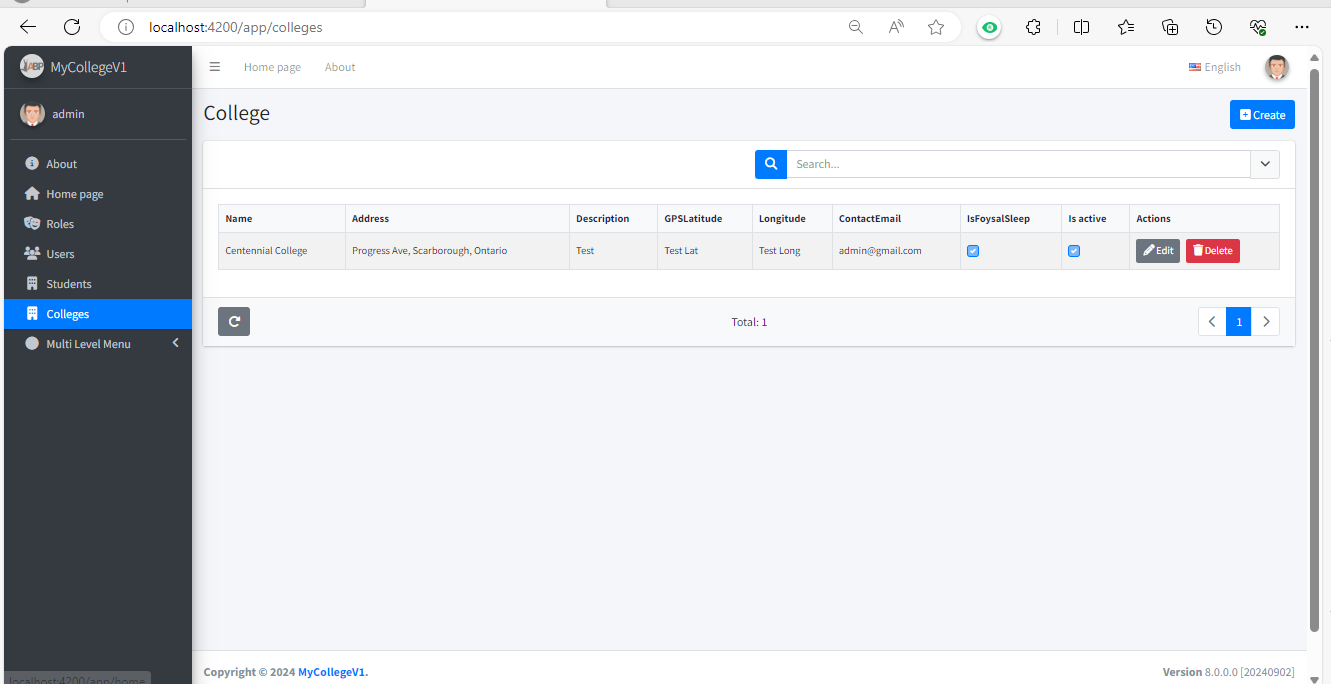 localhost:4200/app/colleges
MyCollegeV1
Home page About
English
admin
College
Create
About
Home page
Roles
Users
Students
Colleges
Multi Level Menu
Search...
Name Address Description GPSLatitude Longitude ContactEmail IsFoysalSleep Is active Actions
Centennial College Progress Ave, Scarborough, Ontario Test Test Lat Test Long admin@gmail.com Edit Delete
Total: 1
1
Copyright © 2024 MyCollegeV1.
Version 8.0.0.0 [20240902]
localhost:4200/app/home